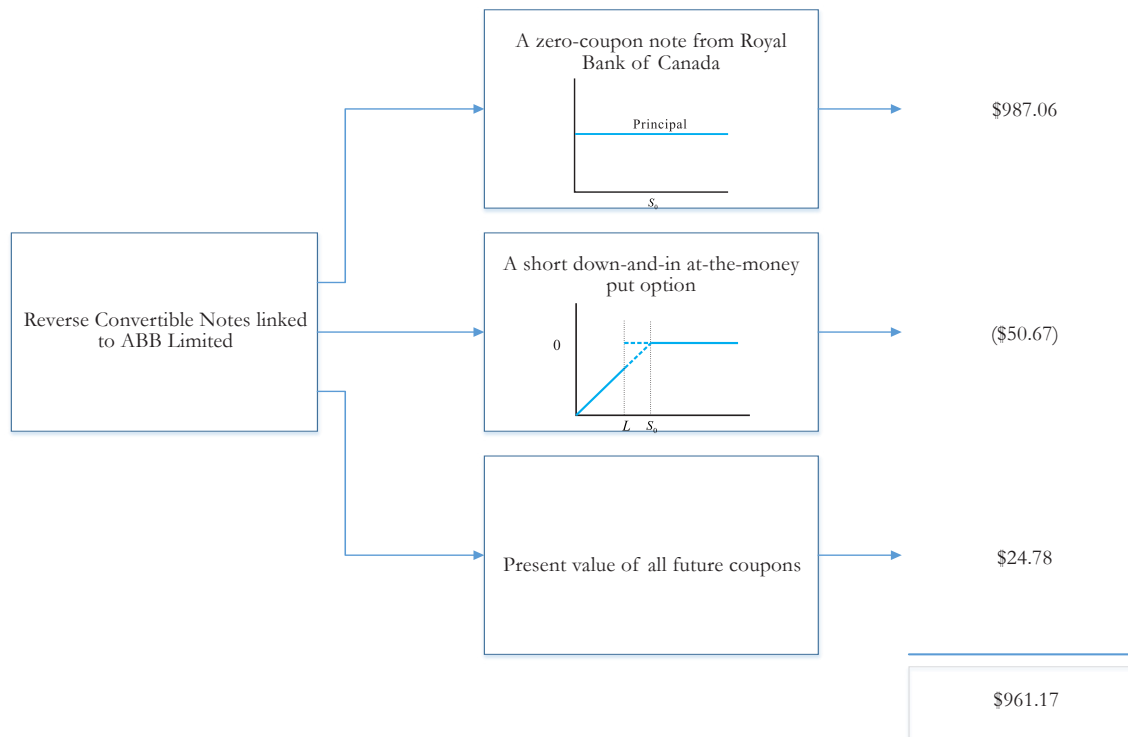 A zero-coupon note from Royal
Bank of Canada
Principal
S₀
$987.06
Reverse Convertible Notes linked
to ABB Limited
A short down-and-in at-the-money
put option
0
L S₀
($50.67)
Present value of all future coupons
$24.78
$961.17